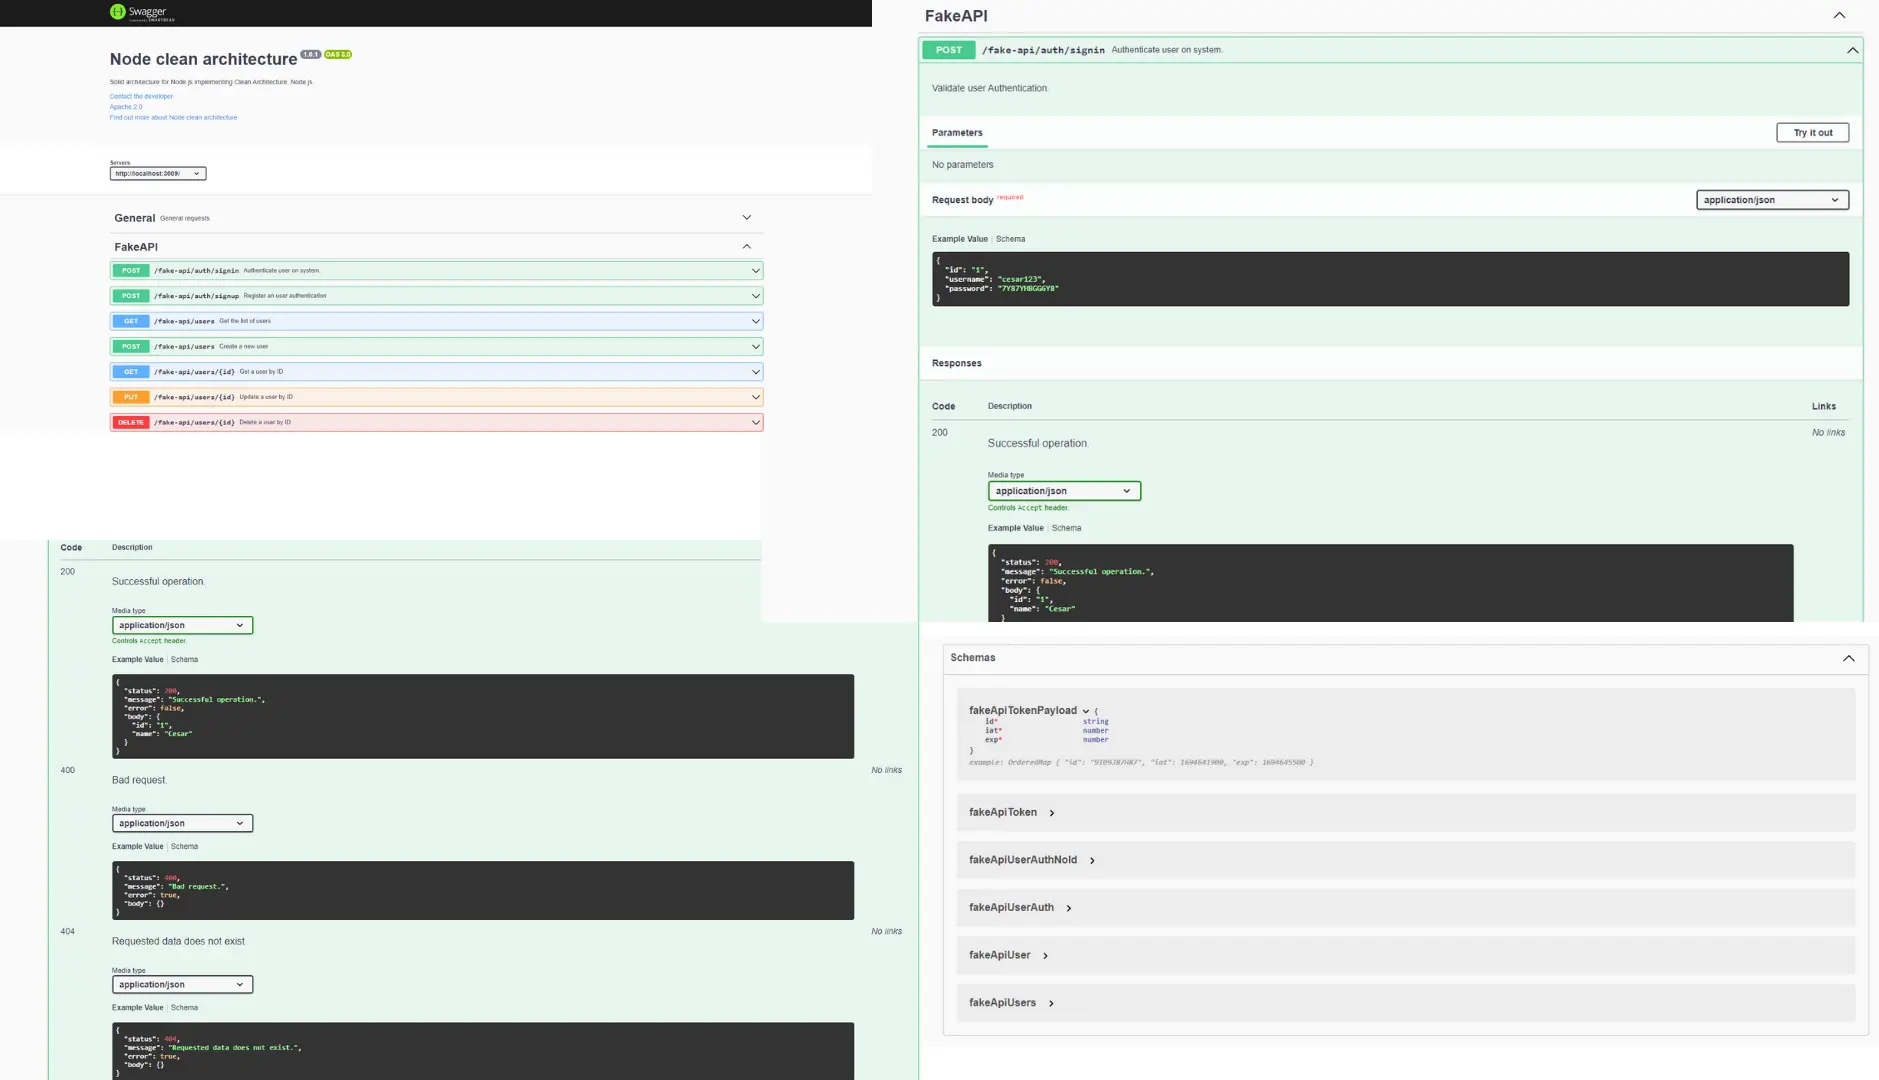 Swagger
Supported by SMARTBEAR
Node clean architecture 1.0.1 OAS 3.0
Solid architecture for Node.js implementing Clean Architecture. Node.js.
Contact the developer
Apache 2.0
Find out more about Node clean architecture
Servers
http://localhost:3009/
General General requests.
FakeAPI
POST /fake-api/auth/signin Authenticate user on system.
POST /fake-api/auth/signup Register an user authentication
GET /fake-api/users Get the list of users
POST /fake-api/users Create a new user
GET /fake-api/users/{id} Get a user by ID
PUT /fake-api/users/{id} Update a user by ID
DELETE /fake-api/users/{id} Delete a user by ID
Code Description
200
Successful operation.
Media type
application/json
Controls Accept header.
Example Value Schema
{
"status": 200,
"message": "Successful operation.",
"error": false,
"body": {
"id": "1",
"name": "Cesar"
}
}
400 No links
Bad request.
Media type
application/json
Example Value Schema
{
"status": 400,
"message": "Bad request.",
"error": true,
"body": {}
}
404 No links
Requested data does not exist.
Media type
application/json
Example Value Schema
{
"status": 404,
"message": "Requested data does not exist.",
"error": true,
"body": {}
}
FakeAPI
POST /fake-api/auth/signin Authenticate user on system.
Validate user Authentication.
Parameters Try it out
No parameters
Request body required application/json
Example Value Schema
{
"id": "1",
"username": "cesar123",
"password": "7Y87YHBGG6Y8"
}
Responses
Code Description Links
200 No links
Successful operation.
Media type
application/json
Controls Accept header.
Example Value Schema
{
"status": 200,
"message": "Successful operation.",
"error": false,
"body": {
"id": "1",
"name": "Cesar"
}
Schemas
fakeApiTokenPayload {
id* string
iat* number
exp* number
}
example: OrderedMap { "id": "9I09J87H87", "iat": 1694641900, "exp": 1694645500 }
fakeApiToken
fakeApiUserAuthNoId
fakeApiUserAuth
fakeApiUser
fakeApiUsers